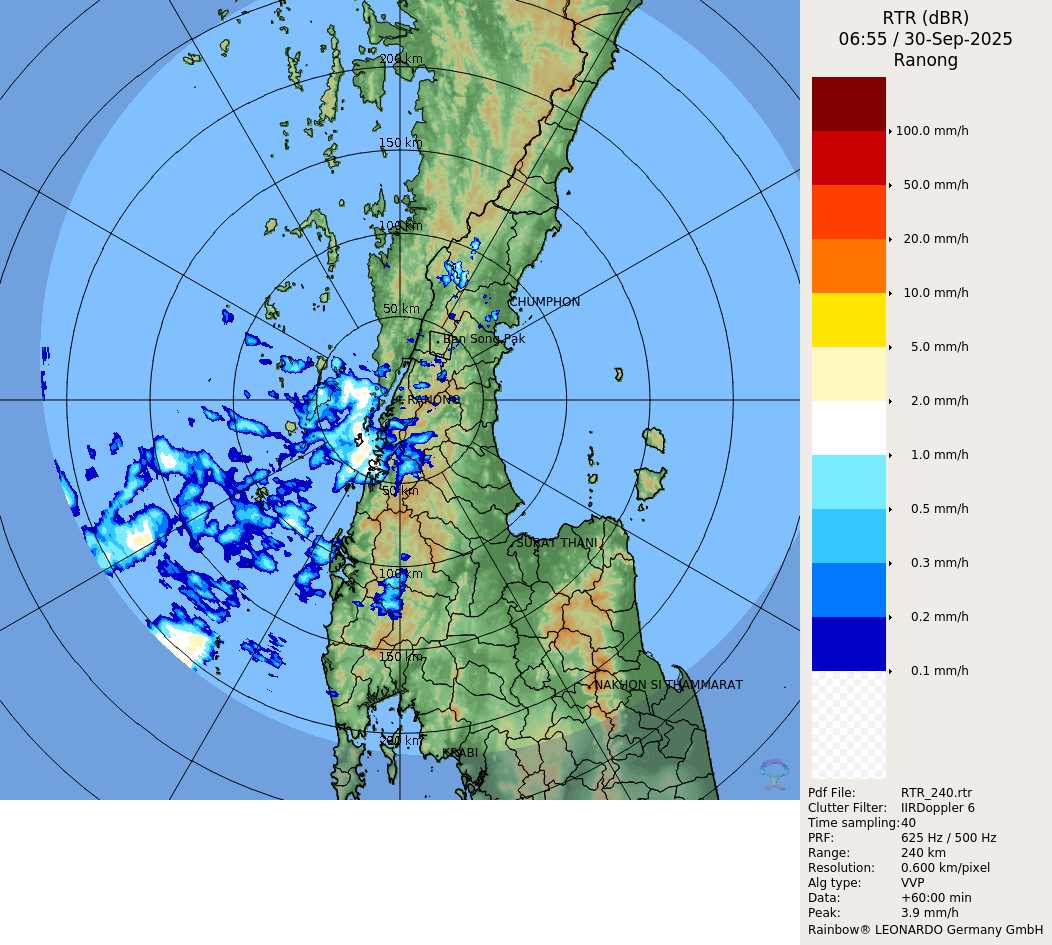 RTR (dBR)
06:55 / 30-Sep-2025
Ranong
200 km
150 km
100 km
50 km
CHUMPHON
Ban Song Pak
RANONG
50 km
SURAT THANI
100 km
150 km
NAKHON SI THAMMARAT
200 km
KRABI
100.0 mm/h
50.0 mm/h
20.0 mm/h
10.0 mm/h
5.0 mm/h
2.0 mm/h
1.0 mm/h
0.5 mm/h
0.3 mm/h
0.2 mm/h
0.1 mm/h
Pdf File: RTR_240.rtr
Clutter Filter: IIRDoppler 6
Time sampling: 40
PRF: 625 Hz / 500 Hz
Range: 240 km
Resolution: 0.600 km/pixel
Alg type: VVP
Data: +60:00 min
Peak: 3.9 mm/h
Rainbow® LEONARDO Germany GmbH